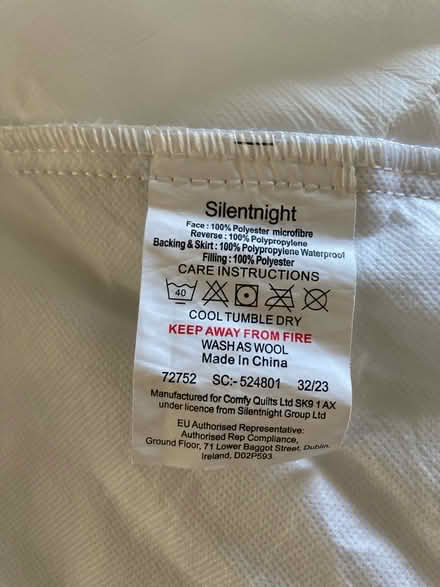 Silentnight
Face : 100% Polyester microfibre
Reverse : 100% Polypropylene
Backing & Skirt : 100% Polypropylene Waterproof
Filling : 100% Polyester
CARE INSTRUCTIONS
40
COOL TUMBLE DRY
KEEP AWAY FROM FIRE
WASH AS WOOL
Made In China
72752 SC:- 524801 32/23
Manufactured for Comfy Quilts Ltd SK9 1 AX
under licence from Silentnight Group Ltd
EU Authorised Representative:
Authorised Rep Compliance,
Ground Floor, 71 Lower Baggot Street, Dublin,
Ireland, D02P593